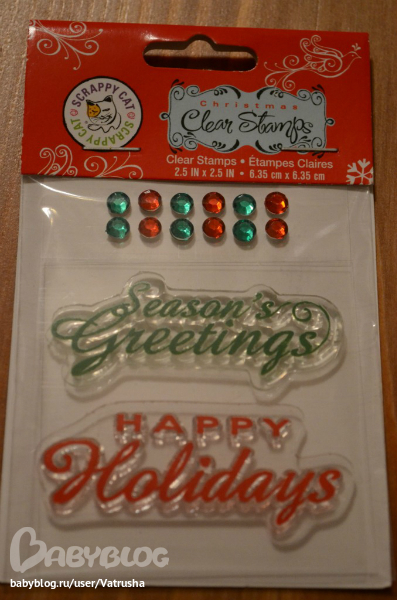 SCRAPPY CAT
SCRAPPY CAT
Christmas
Clear Stamps
Clear Stamps • Étampes Claires
2.5 IN x 2.5 IN • 6.35 cm x 6.35 cm
Season's
Greetings
HAPPY
Holidays
BABYBLOG
babyblog.ru/user/Vatrusha